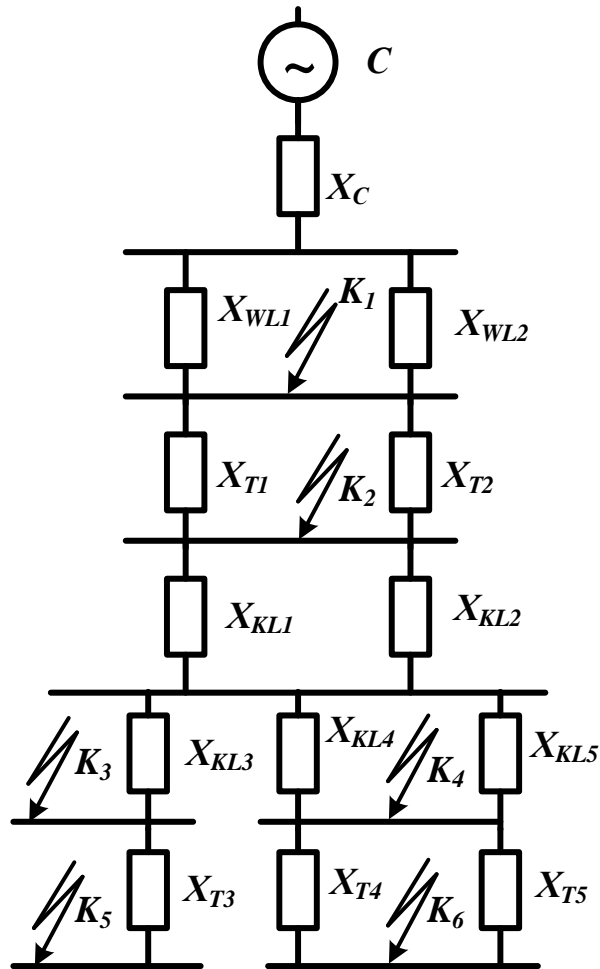 ~ C
X_C
X_WL1 K_1 X_WL2
X_T1 K_2 X_T2
X_KL1 X_KL2
K_3 X_KL3 X_KL4 K_4 X_KL5
K_5 X_T3 X_T4 K_6 X_T5